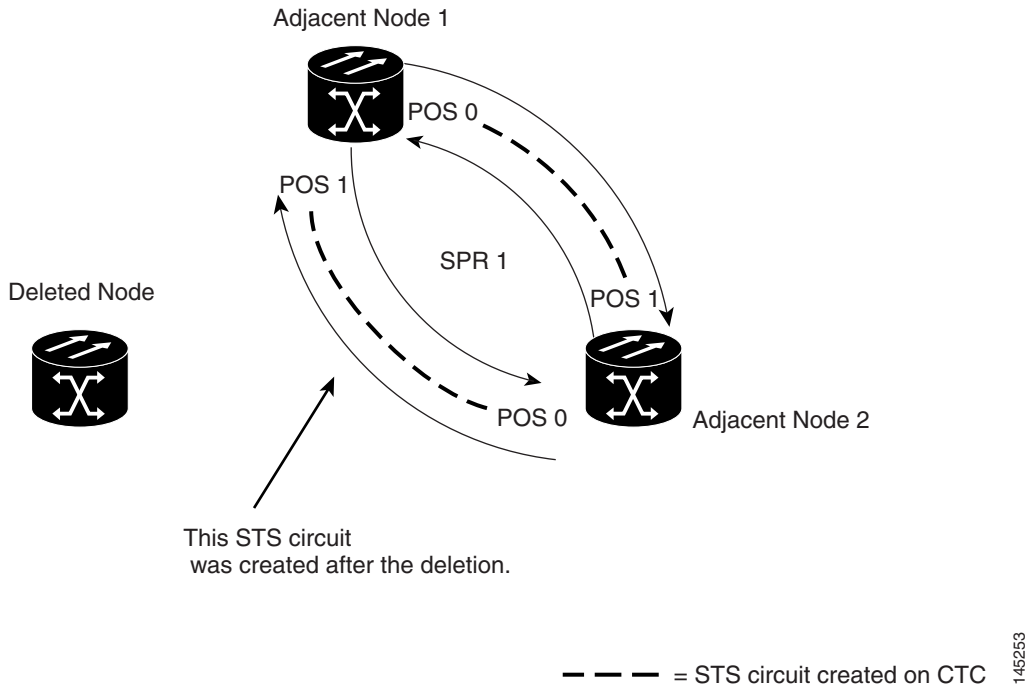 Adjacent Node 1
POS 0
POS 1
SPR 1
Deleted Node
POS 1
POS 0
Adjacent Node 2
This STS circuit
was created after the deletion.
= STS circuit created on CTC
145253